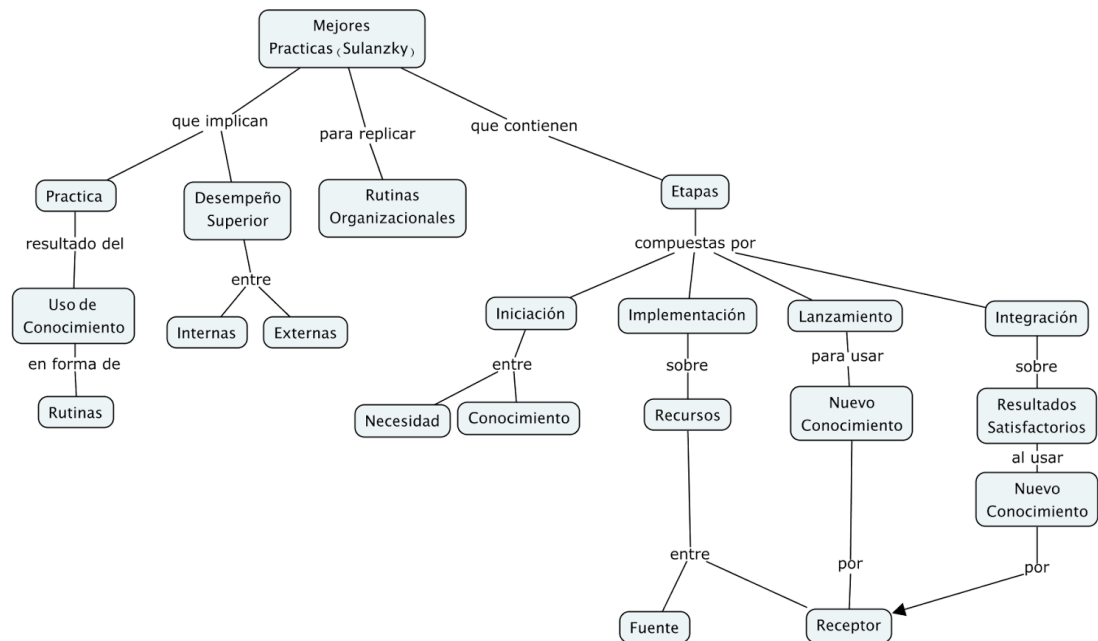 Mejores
Practicas (Sulanzky)
que implican
para replicar
que contienen
Practica
Desempeño
Superior
Rutinas
Organizacionales
Etapas
resultado del
entre
compuestas por
Uso de
Conocimiento
Internas
Externas
Iniciación
Implementación
Lanzamiento
Integración
en forma de
entre
sobre
para usar
sobre
Rutinas
Necesidad
Conocimiento
Recursos
Nuevo
Conocimiento
Resultados
Satisfactorios
al usar
Nuevo
Conocimiento
entre
por
por
Fuente
Receptor